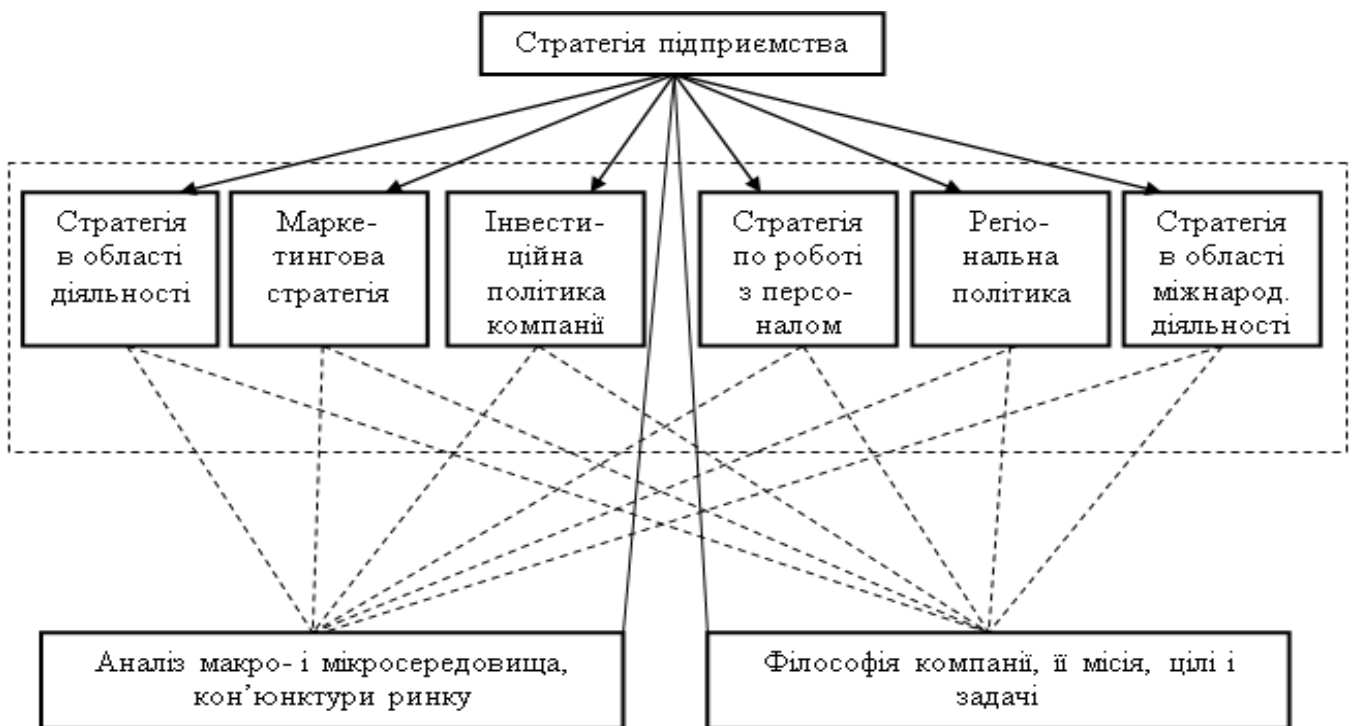 Стратегія підприємства
Стратегія
в області
діяльності
Марке-
тингова
стратегія
Інвести-
ційна
політика
компанії
Стратегія
по роботі
з персо-
налом
Регіо-
нальна
політика
Стратегія
в області
міжнарод.
діяльності
Аналіз макро- і мікросередовища,
кон’юнктури ринку
Філософія компанії, її місія, цілі і
задачі